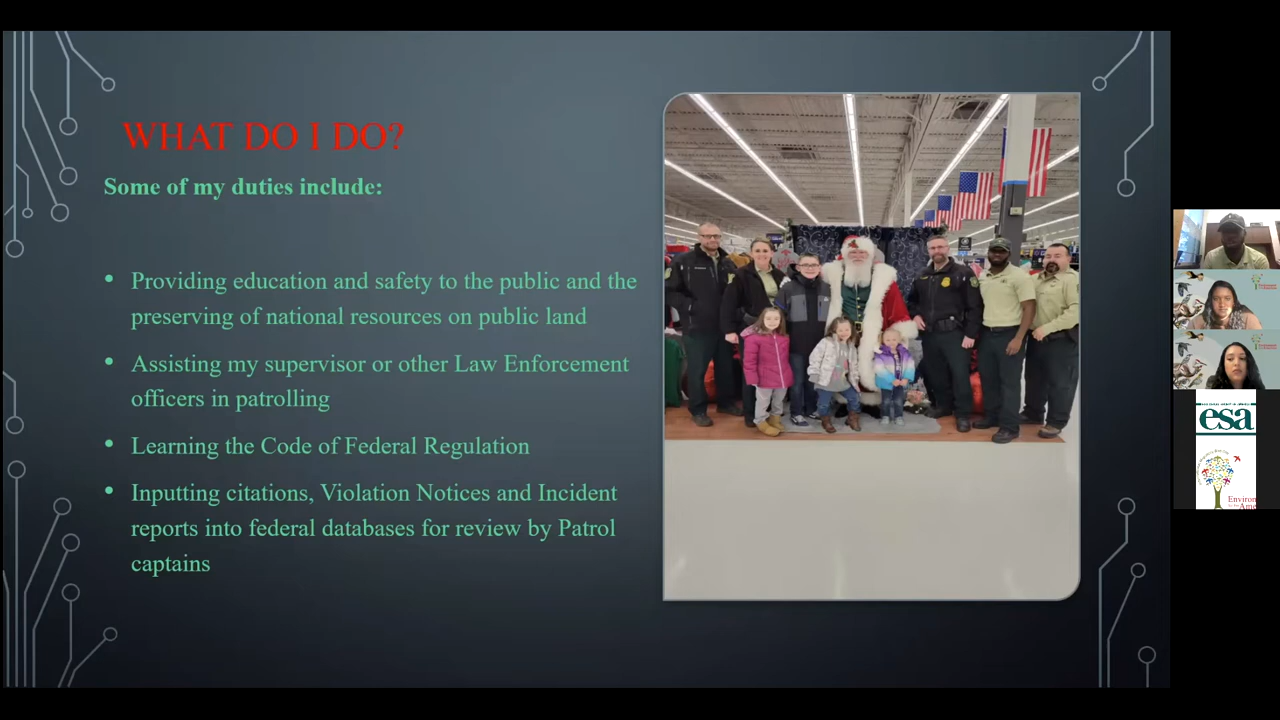 WHAT DO I DO?
Some of my duties include:
• Providing education and safety to the public and the
preserving of national resources on public land
• Assisting my supervisor or other Law Enforcement
officers in patrolling
• Learning the Code of Federal Regulation
• Inputting citations, Violation Notices and Incident
reports into federal databases for review by Patrol
captains
esa
Environ
Ame